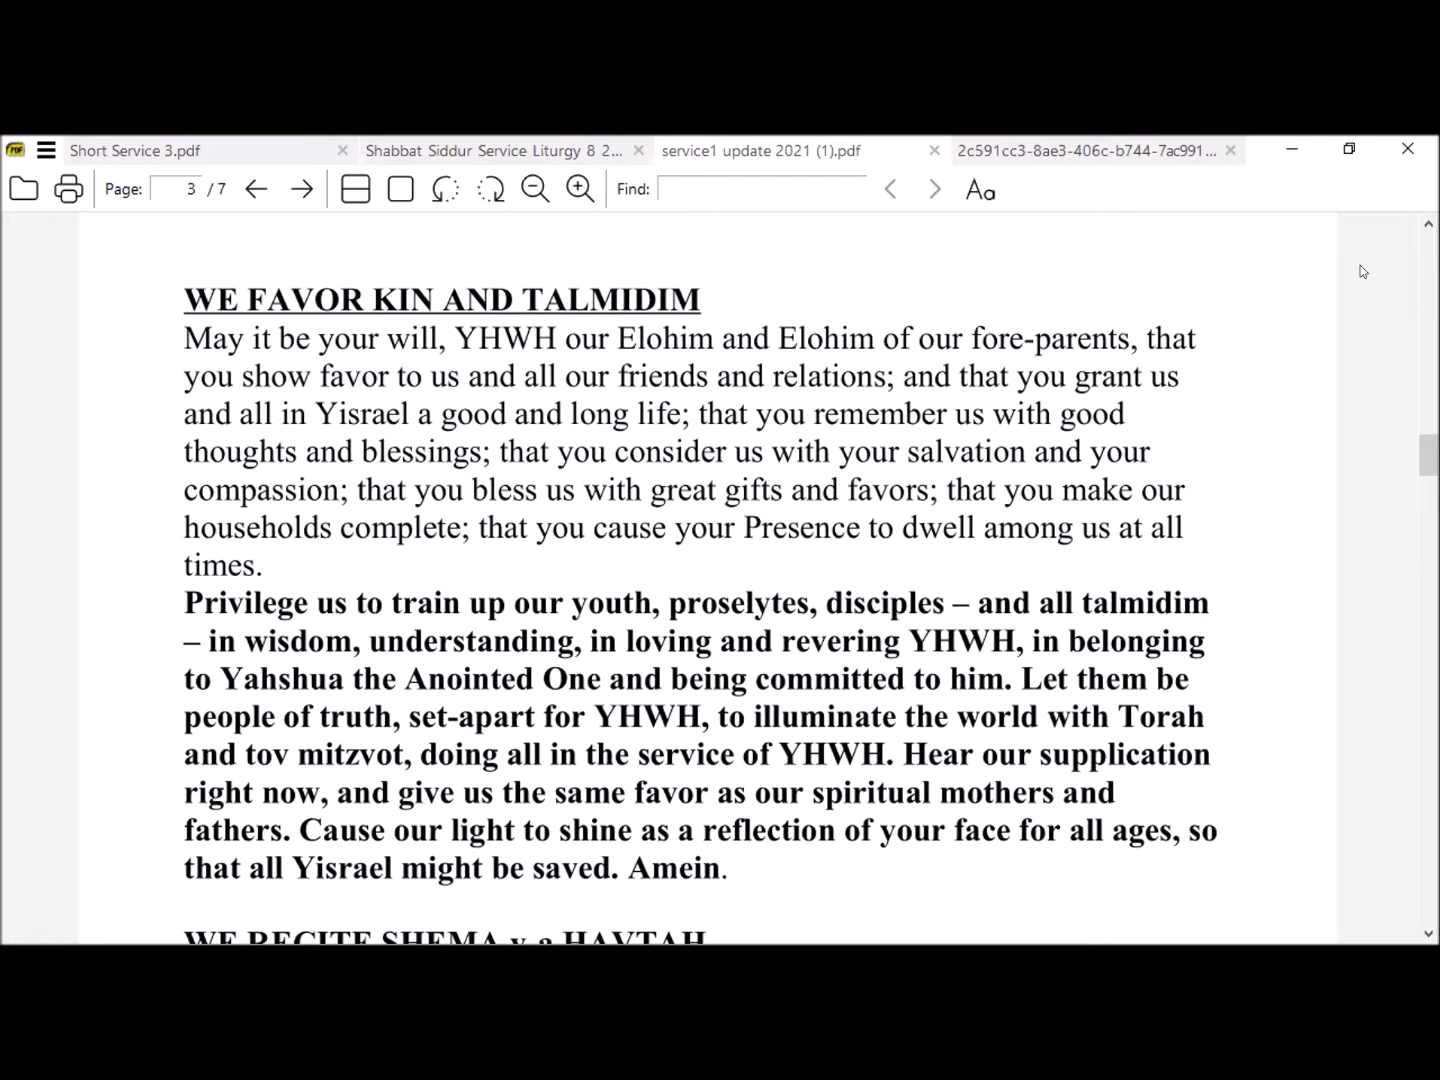 Short Service 3.pdf
Shabbat Siddur Service Liturgy 8 2...
service1 update 2021 (1).pdf
2c591cc3-8ae3-406c-b744-7ac991...
Page: 3 / 7
Find:
Aa
WE FAVOR KIN AND TALMIDIM
May it be your will, YHWH our Elohim and Elohim of our fore-parents, that
you show favor to us and all our friends and relations; and that you grant us
and all in Yisrael a good and long life; that you remember us with good
thoughts and blessings; that you consider us with your salvation and your
compassion; that you bless us with great gifts and favors; that you make our
households complete; that you cause your Presence to dwell among us at all
times.
Privilege us to train up our youth, proselytes, disciples – and all talmidim
– in wisdom, understanding, in loving and revering YHWH, in belonging
to Yahshua the Anointed One and being committed to him. Let them be
people of truth, set-apart for YHWH, to illuminate the world with Torah
and tov mitzvot, doing all in the service of YHWH. Hear our supplication
right now, and give us the same favor as our spiritual mothers and
fathers. Cause our light to shine as a reflection of your face for all ages, so
that all Yisrael might be saved. Amein.
WE RECITE SHEMA v-a HAVTAH